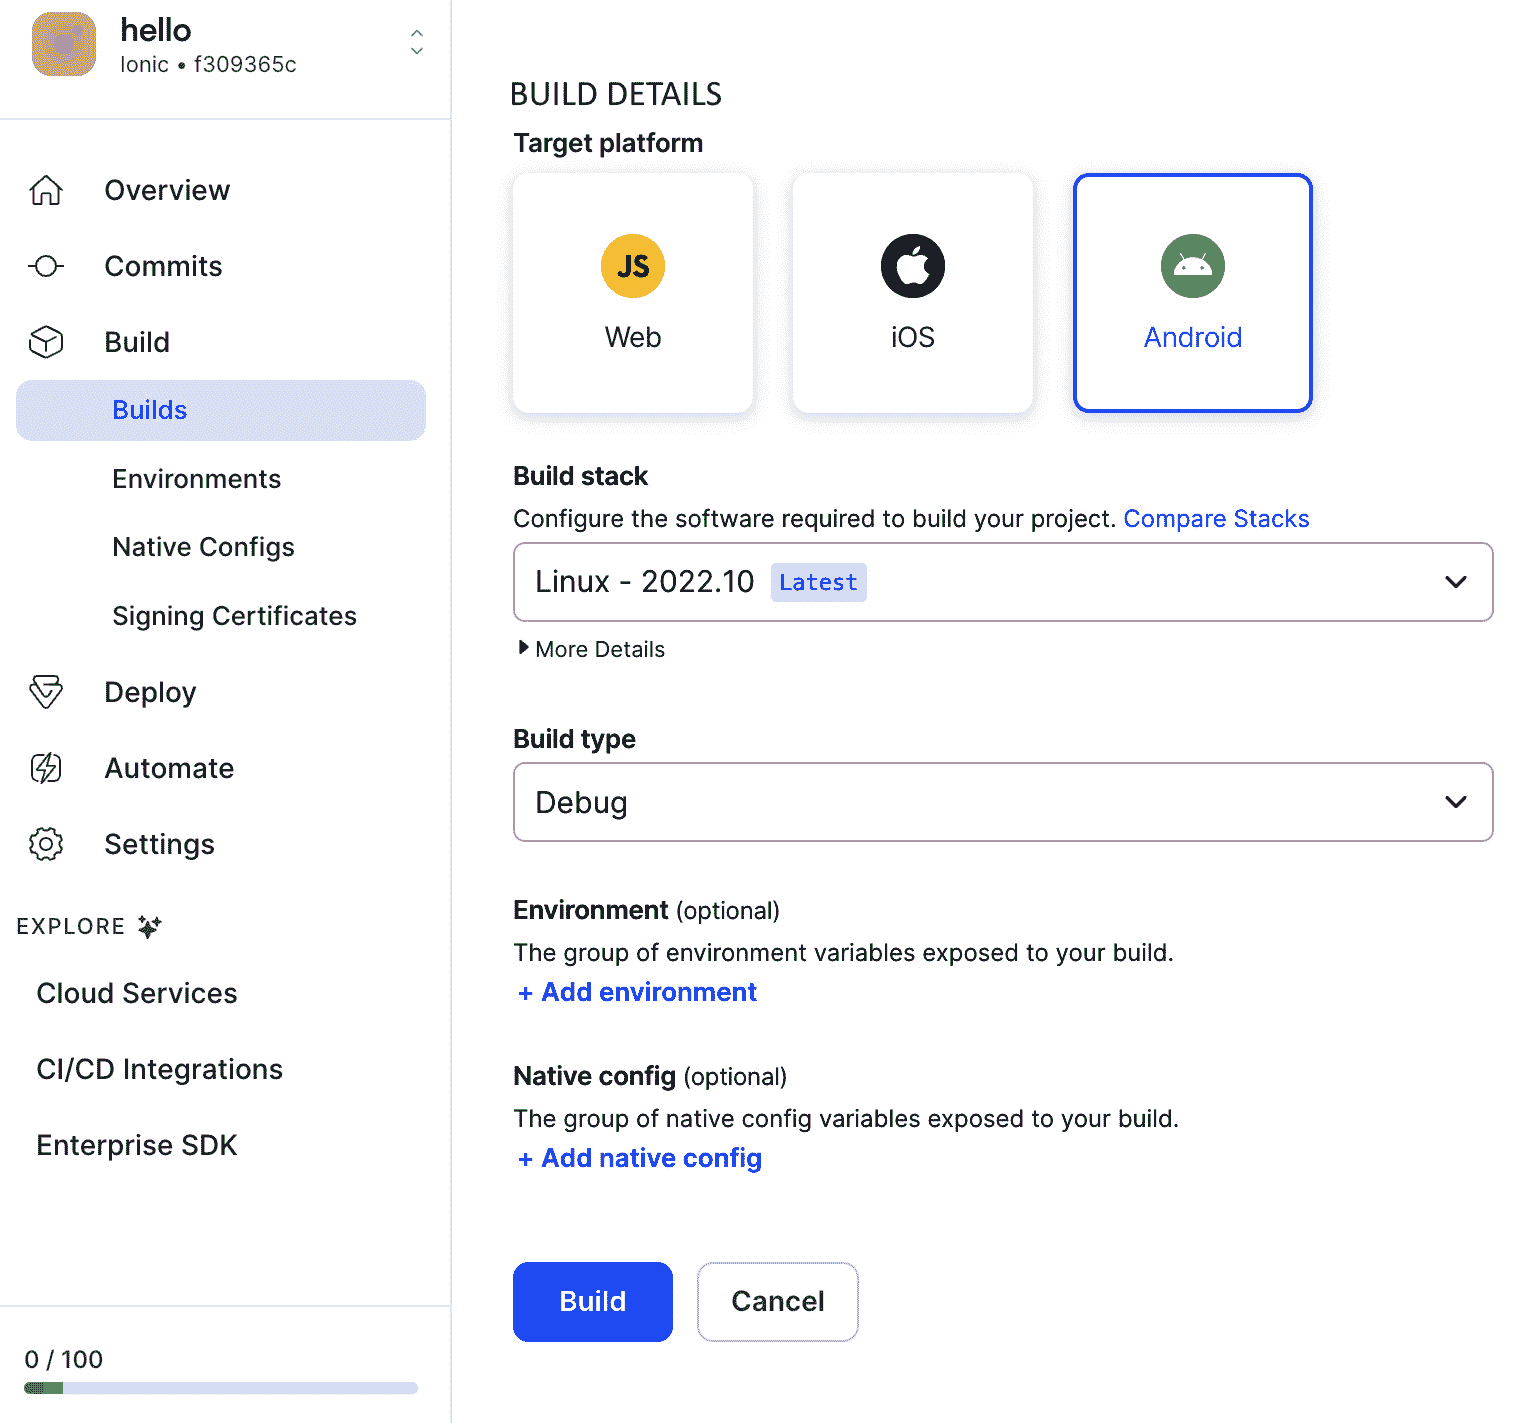 hello
Ionic • f309365c
Overview
Commits
Build
Builds
Environments
Native Configs
Signing Certificates
Deploy
Automate
Settings
EXPLORE
Cloud Services
CI/CD Integrations
Enterprise SDK
0 / 100
BUILD DETAILS
Target platform
JS
Web
iOS
Android
Build stack
Configure the software required to build your project. Compare Stacks
Linux - 2022.10 Latest
More Details
Build type
Debug
Environment (optional)
The group of environment variables exposed to your build.
+ Add environment
Native config (optional)
The group of native config variables exposed to your build.
+ Add native config
Build
Cancel